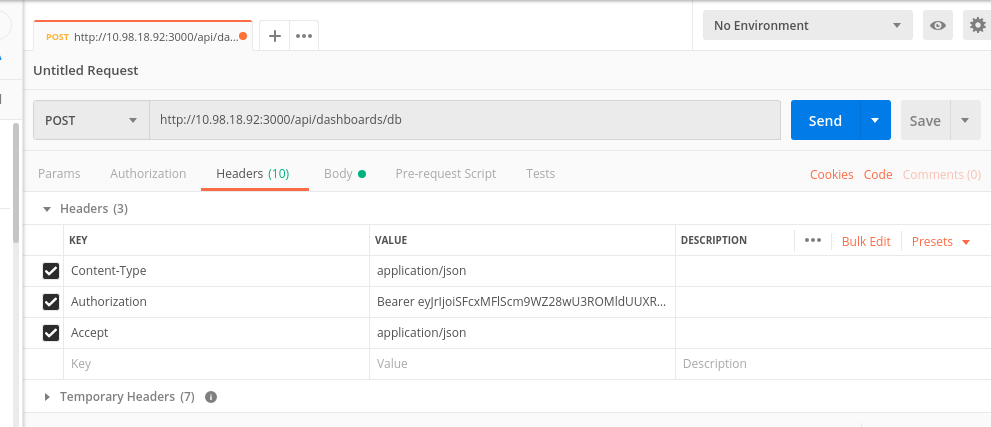 POST http://10.98.18.92:3000/api/da...
No Environment
Untitled Request
POST http://10.98.18.92:3000/api/dashboards/db Send Save
Params Authorization Headers (10) Body Pre-request Script Tests Cookies Code Comments (0)
Headers (3)
KEY VALUE DESCRIPTION Bulk Edit Presets
Content-Type application/json
Authorization Bearer eyJrIjoiSFcxMFlScm9WZ28wU3ROMldUUXR...
Accept application/json
Key Value Description
Temporary Headers (7)